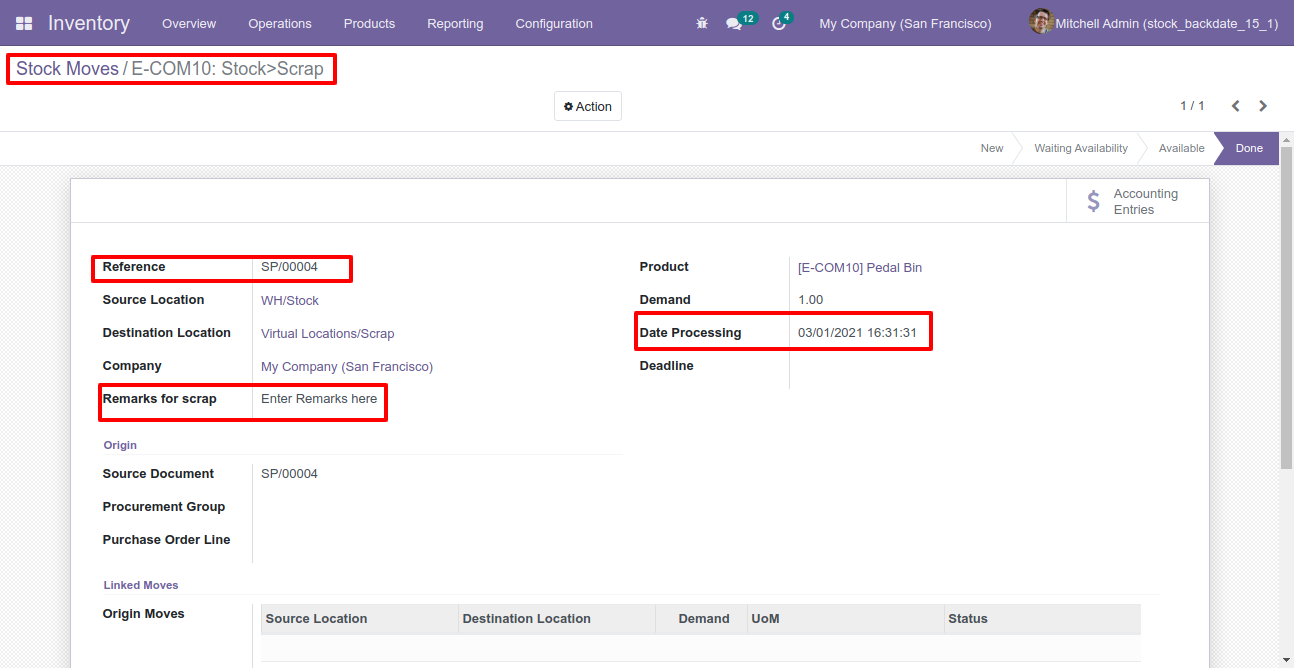 Inventory Overview Operations Products Reporting Configuration 12 4 My Company (San Francisco) Mitchell Admin (stock_backdate_15_1)
Stock Moves / E-COM10: Stock>Scrap
Action 1 / 1
New Waiting Availability Available Done
$ Accounting
Entries
Reference SP/00004 Product [E-COM10] Pedal Bin
Source Location WH/Stock Demand 1.00
Destination Location Virtual Locations/Scrap Date Processing 03/01/2021 16:31:31
Company My Company (San Francisco) Deadline
Remarks for scrap Enter Remarks here
Origin
Source Document SP/00004
Procurement Group
Purchase Order Line
Linked Moves
Origin Moves Source Location Destination Location Demand UoM Status